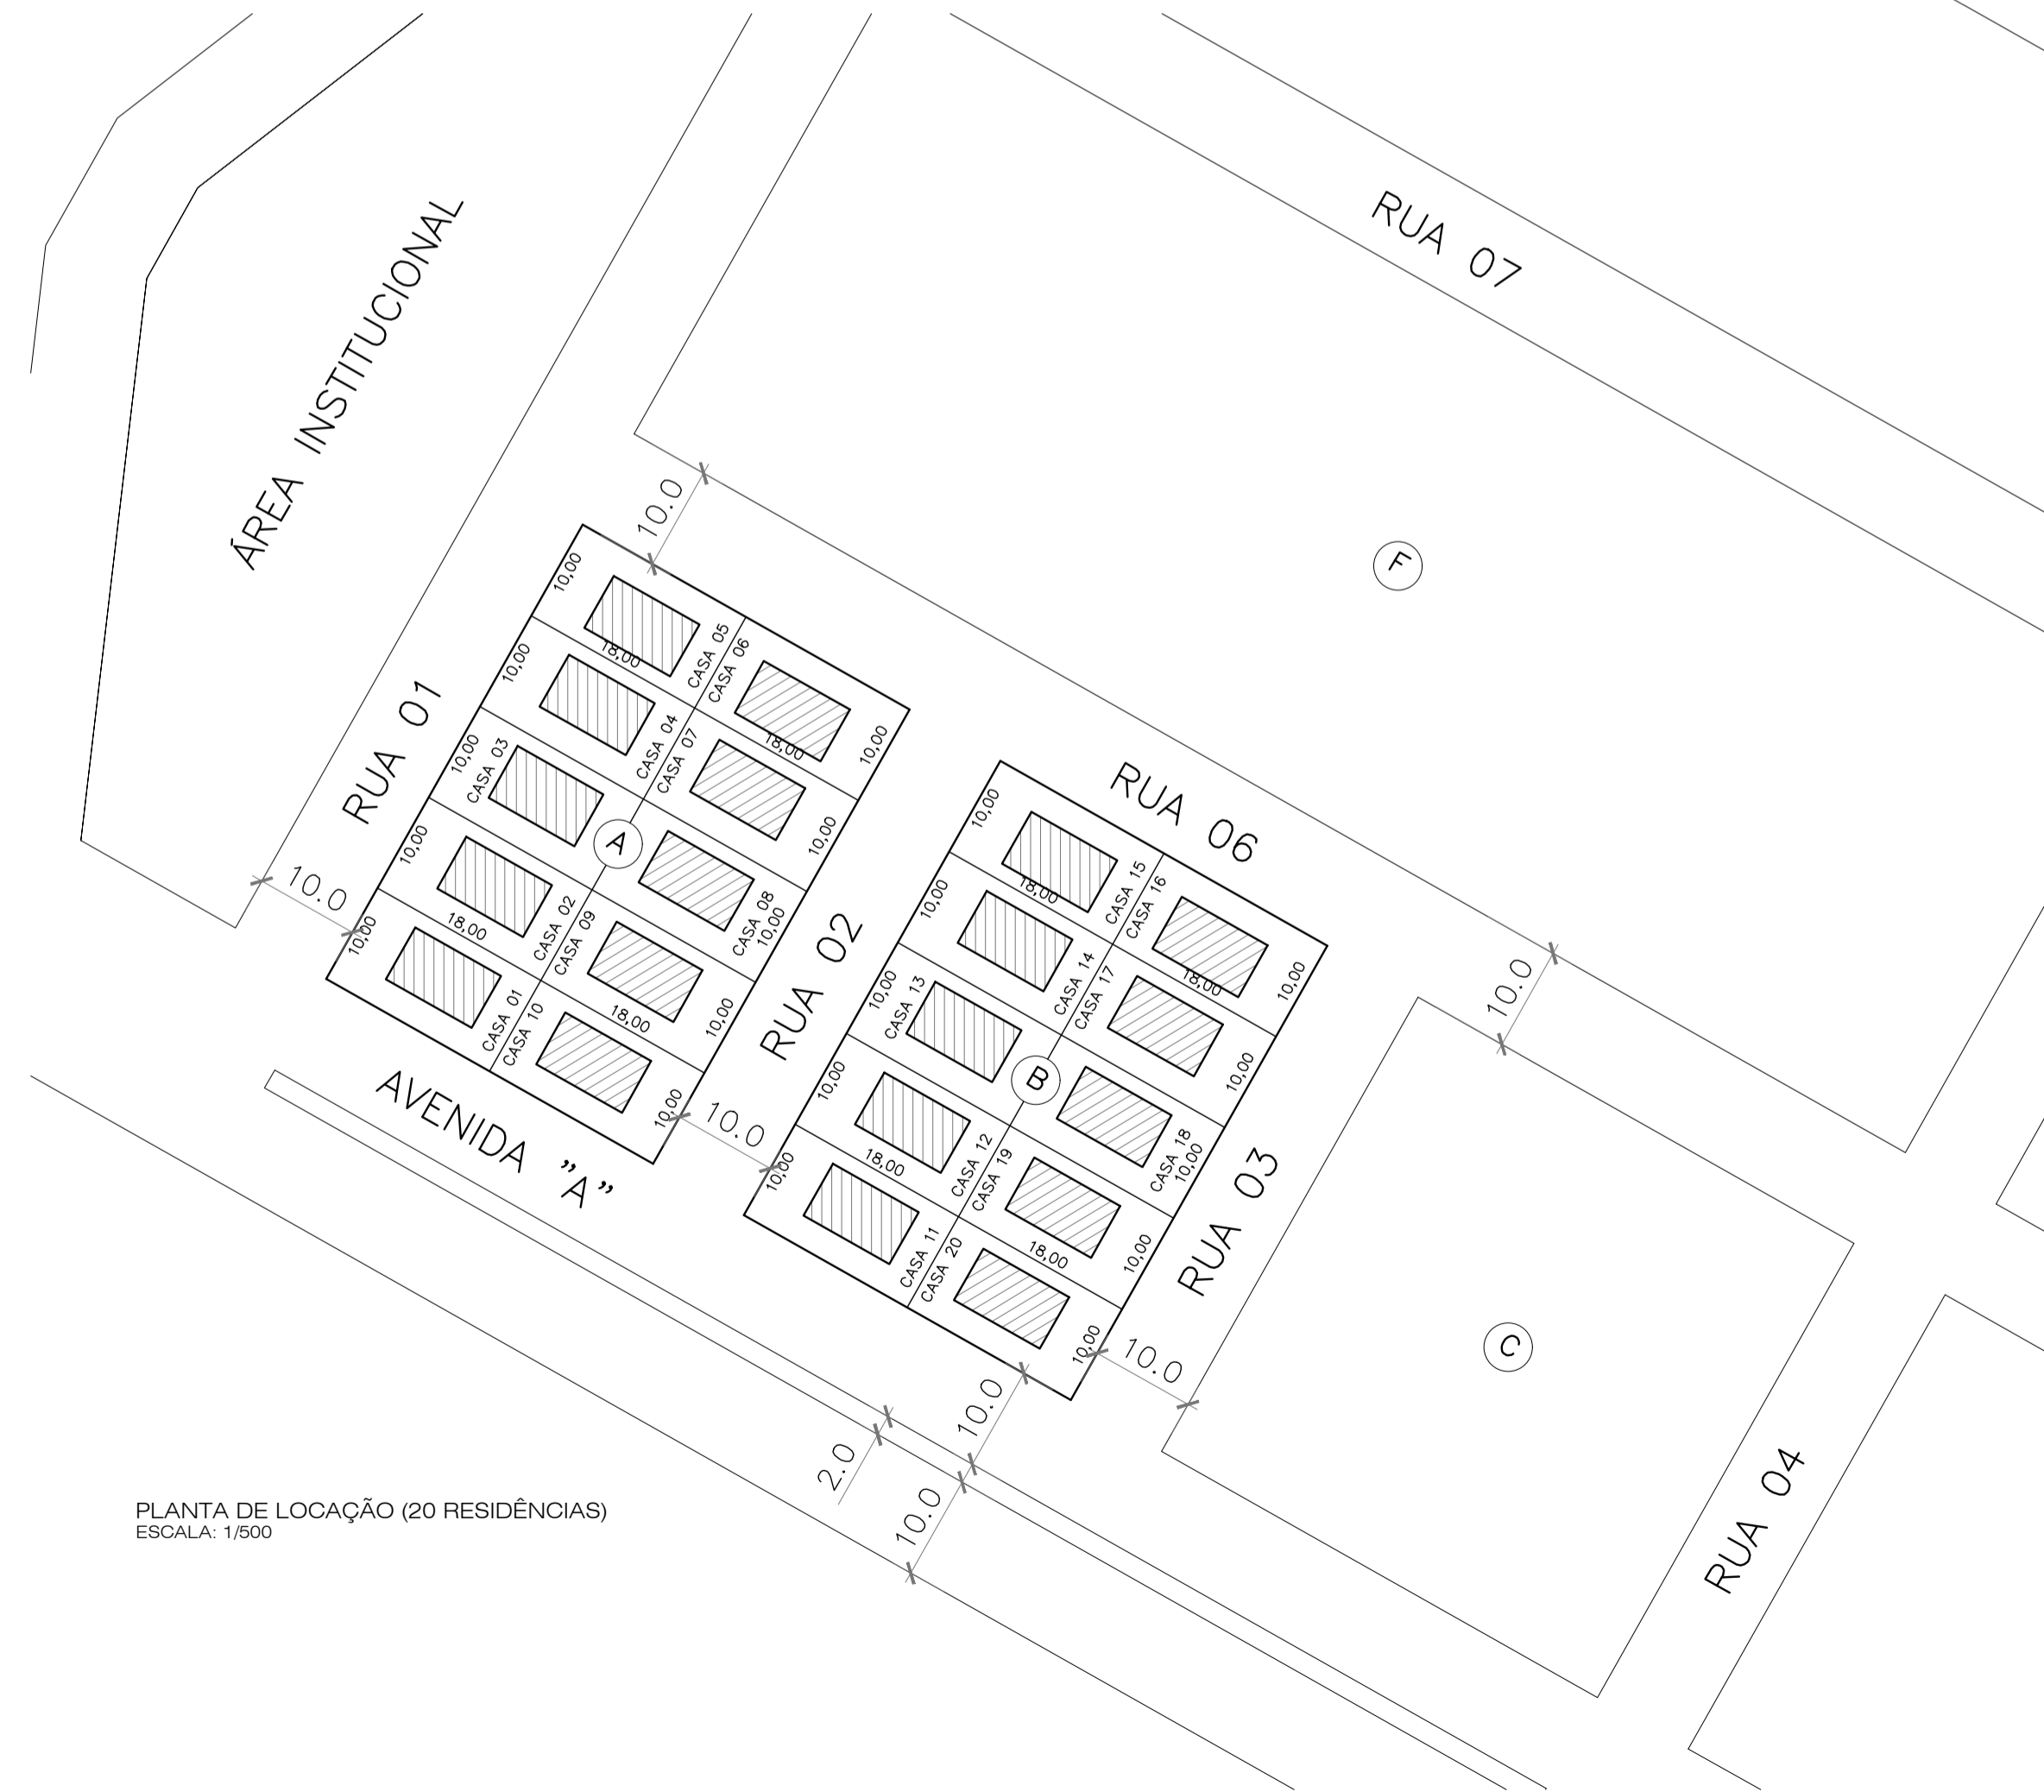 RUA 07
ÁREA INSTITUCIONAL
10.0
F
10,00
CASA 05
CASA 06
18,00
10,00
10,00
CASA 04
CASA 07
18,00
10,00
RUA 01
10,00
CASA 03
A
CASA 08
10,00
10,00
CASA 02
CASA 09
18,00
18,00
10,00
10.0
10,00
CASA 01
CASA 10
10,00
RUA 02
RUA 06
10,00
CASA 15
CASA 16
18,00
10,00
10,00
CASA 14
CASA 17
18,00
10,00
10,00
CASA 13
B
CASA 18
10,00
10,00
CASA 12
CASA 19
18,00
18,00
10,00
10,00
CASA 11
CASA 20
10,00
10.0
10.0
RUA 03
10.0
C
AVENIDA "A"
10.0
2.0
10.0
RUA 04
PLANTA DE LOCAÇÃO (20 RESIDÊNCIAS)
ESCALA: 1/500